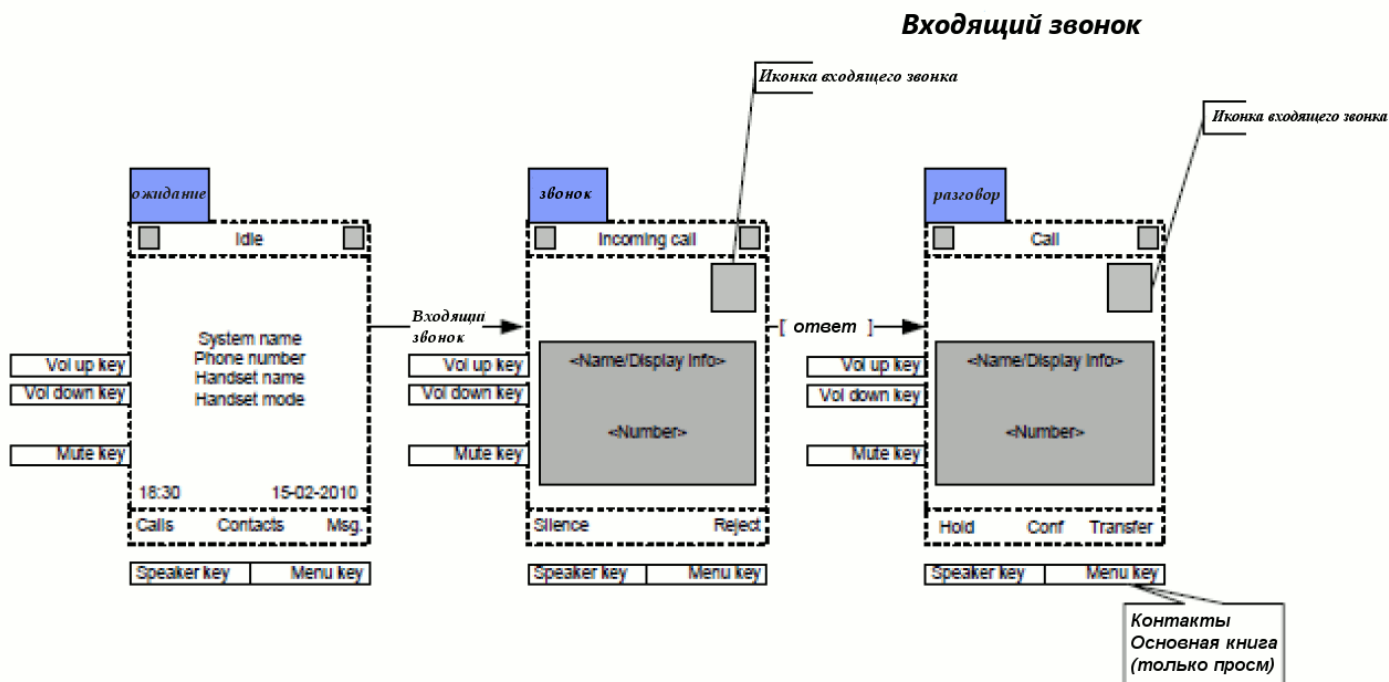 Входящий звонок
Иконка входящего звонка
Иконка входящего звонка
ожидание
Idle
System name
Phone number
Handset name
Handset mode
Vol up key
Vol down key
Mute key
16:30 15-02-2010
Calls Contacts Msg.
Speaker key Menu key
Входящи
звонок
звонок
Incoming call
<Name/Display Info>
<Number>
Vol up key
Vol down key
Mute key
Silence Reject
Speaker key Menu key
[ ответ ]
разговор
Call
<Name/Display Info>
<Number>
Vol up key
Vol down key
Mute key
Hold Conf Transfer
Speaker key Menu key
Контакты
Основная книга
(только просм)